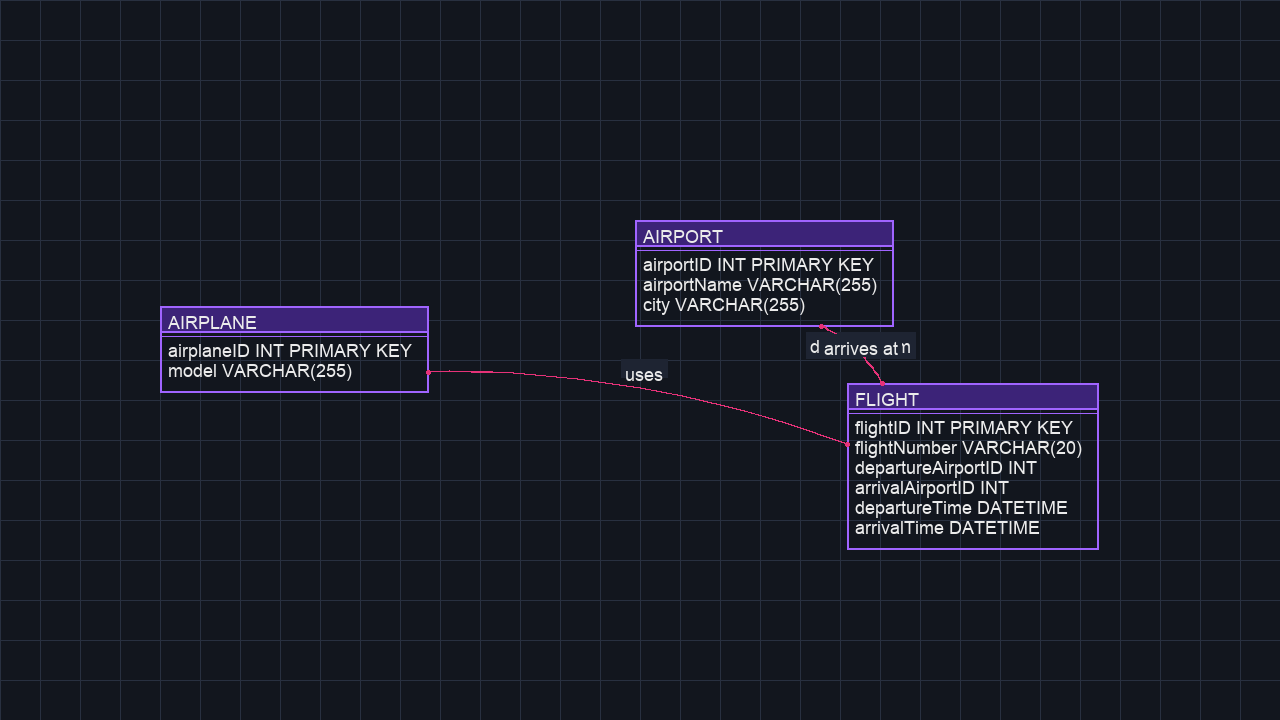 AIRPORT
airportID INT PRIMARY KEY
airportName VARCHAR(255)
city VARCHAR(255)
AIRPLANE
airplaneID INT PRIMARY KEY
model VARCHAR(255)
uses
arrives at
FLIGHT
flightID INT PRIMARY KEY
flightNumber VARCHAR(20)
departureAirportID INT
arrivalAirportID INT
departureTime DATETIME
arrivalTime DATETIME